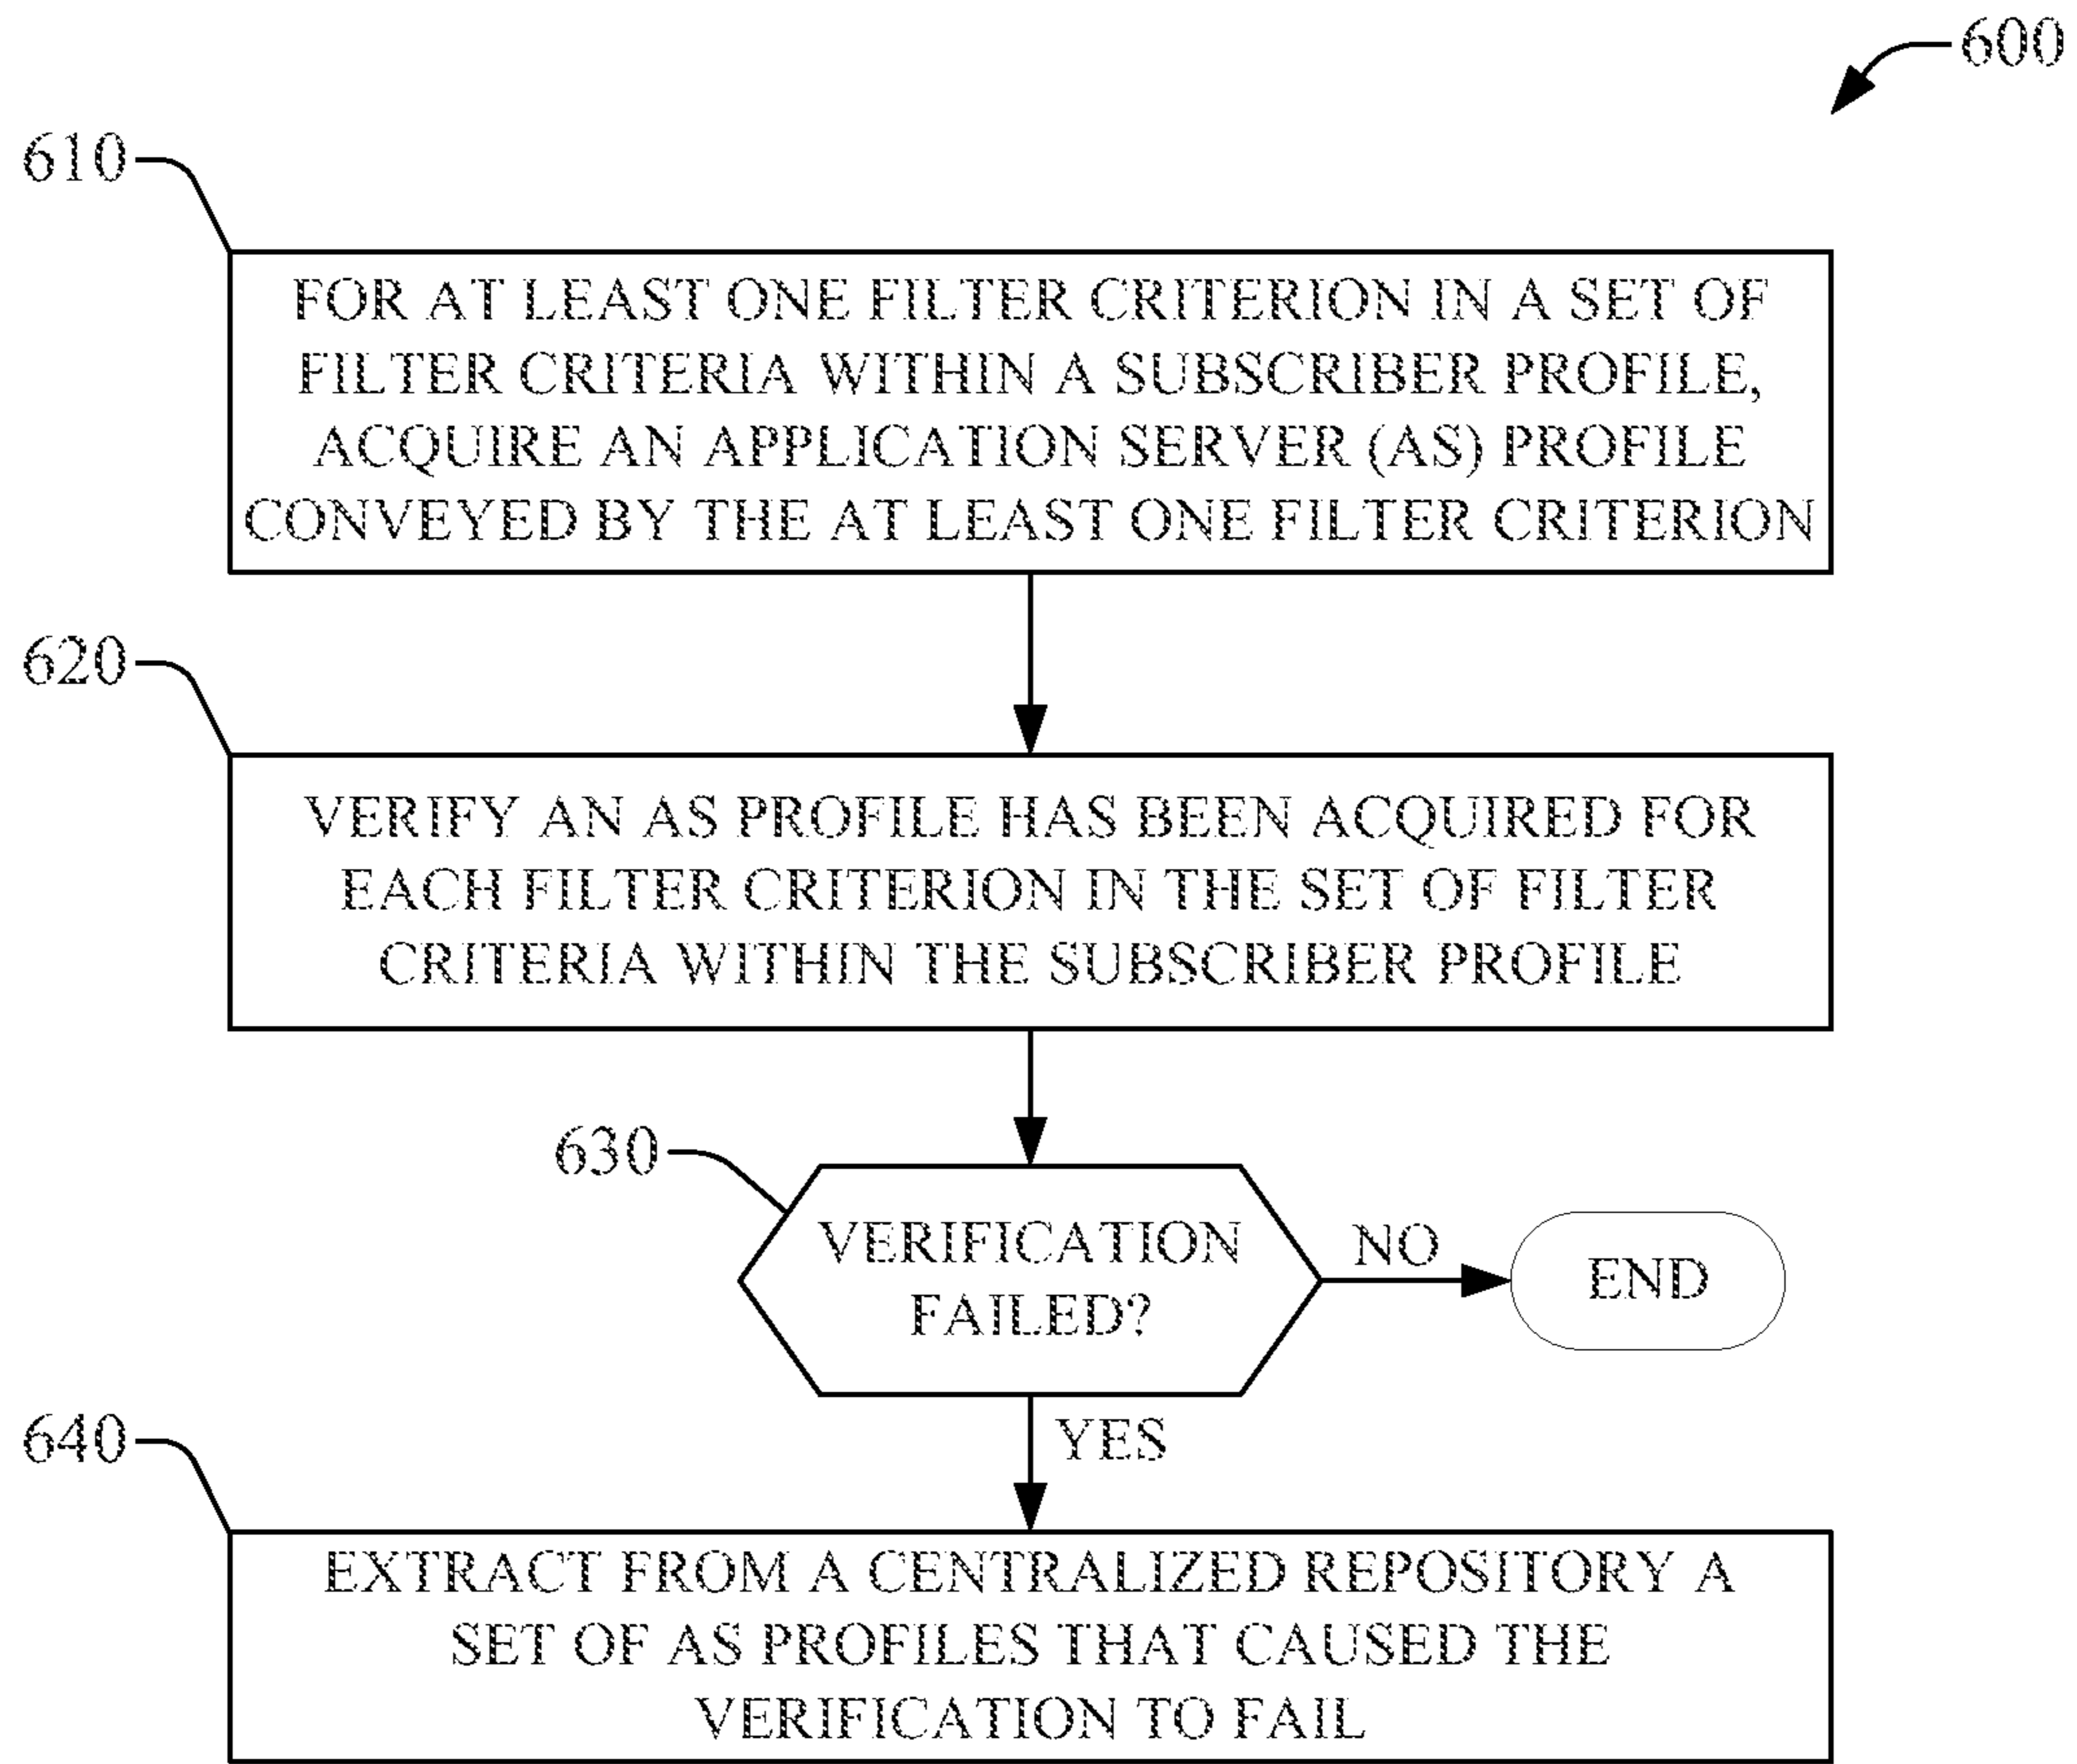 600
610
FOR AT LEAST ONE FILTER CRITERION IN A SET OF
FILTER CRITERIA WITHIN A SUBSCRIBER PROFILE,
ACQUIRE AN APPLICATION SERVER (AS) PROFILE
CONVEYED BY THE AT LEAST ONE FILTER CRITERION
620
VERIFY AN AS PROFILE HAS BEEN ACQUIRED FOR
EACH FILTER CRITERION IN THE SET OF FILTER
CRITERIA WITHIN THE SUBSCRIBER PROFILE
630
VERIFICATION
FAILED?
NO
END
YES
640
EXTRACT FROM A CENTRALIZED REPOSITORY A
SET OF AS PROFILES THAT CAUSED THE
VERIFICATION TO FAIL